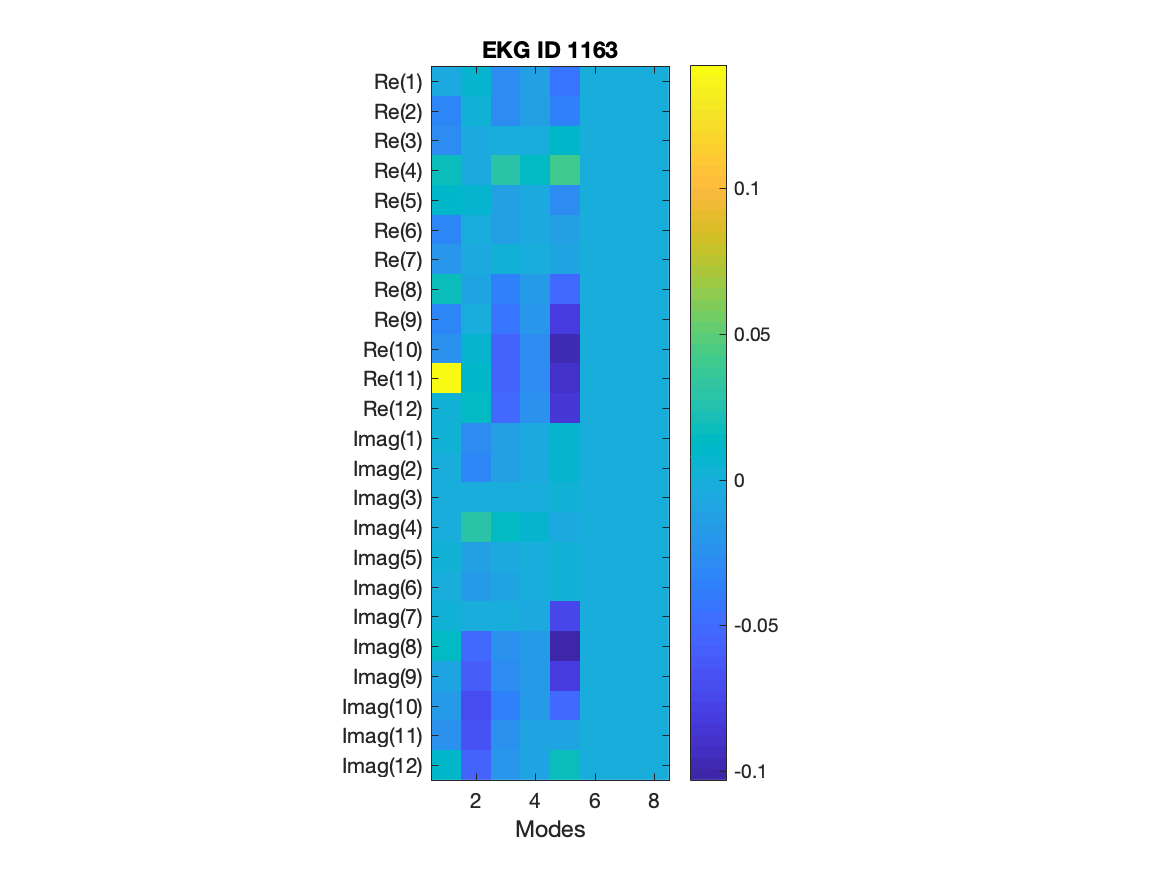 EKG ID 1163
Re(1)
Re(2)
Re(3)
Re(4)
Re(5)
Re(6)
Re(7)
Re(8)
Re(9)
Re(10)
Re(11)
Re(12)
Imag(1)
Imag(2)
Imag(3)
Imag(4)
Imag(5)
Imag(6)
Imag(7)
Imag(8)
Imag(9)
Imag(10)
Imag(11)
Imag(12)
2 4 6 8
Modes
0.1
0.05
0
-0.05
-0.1